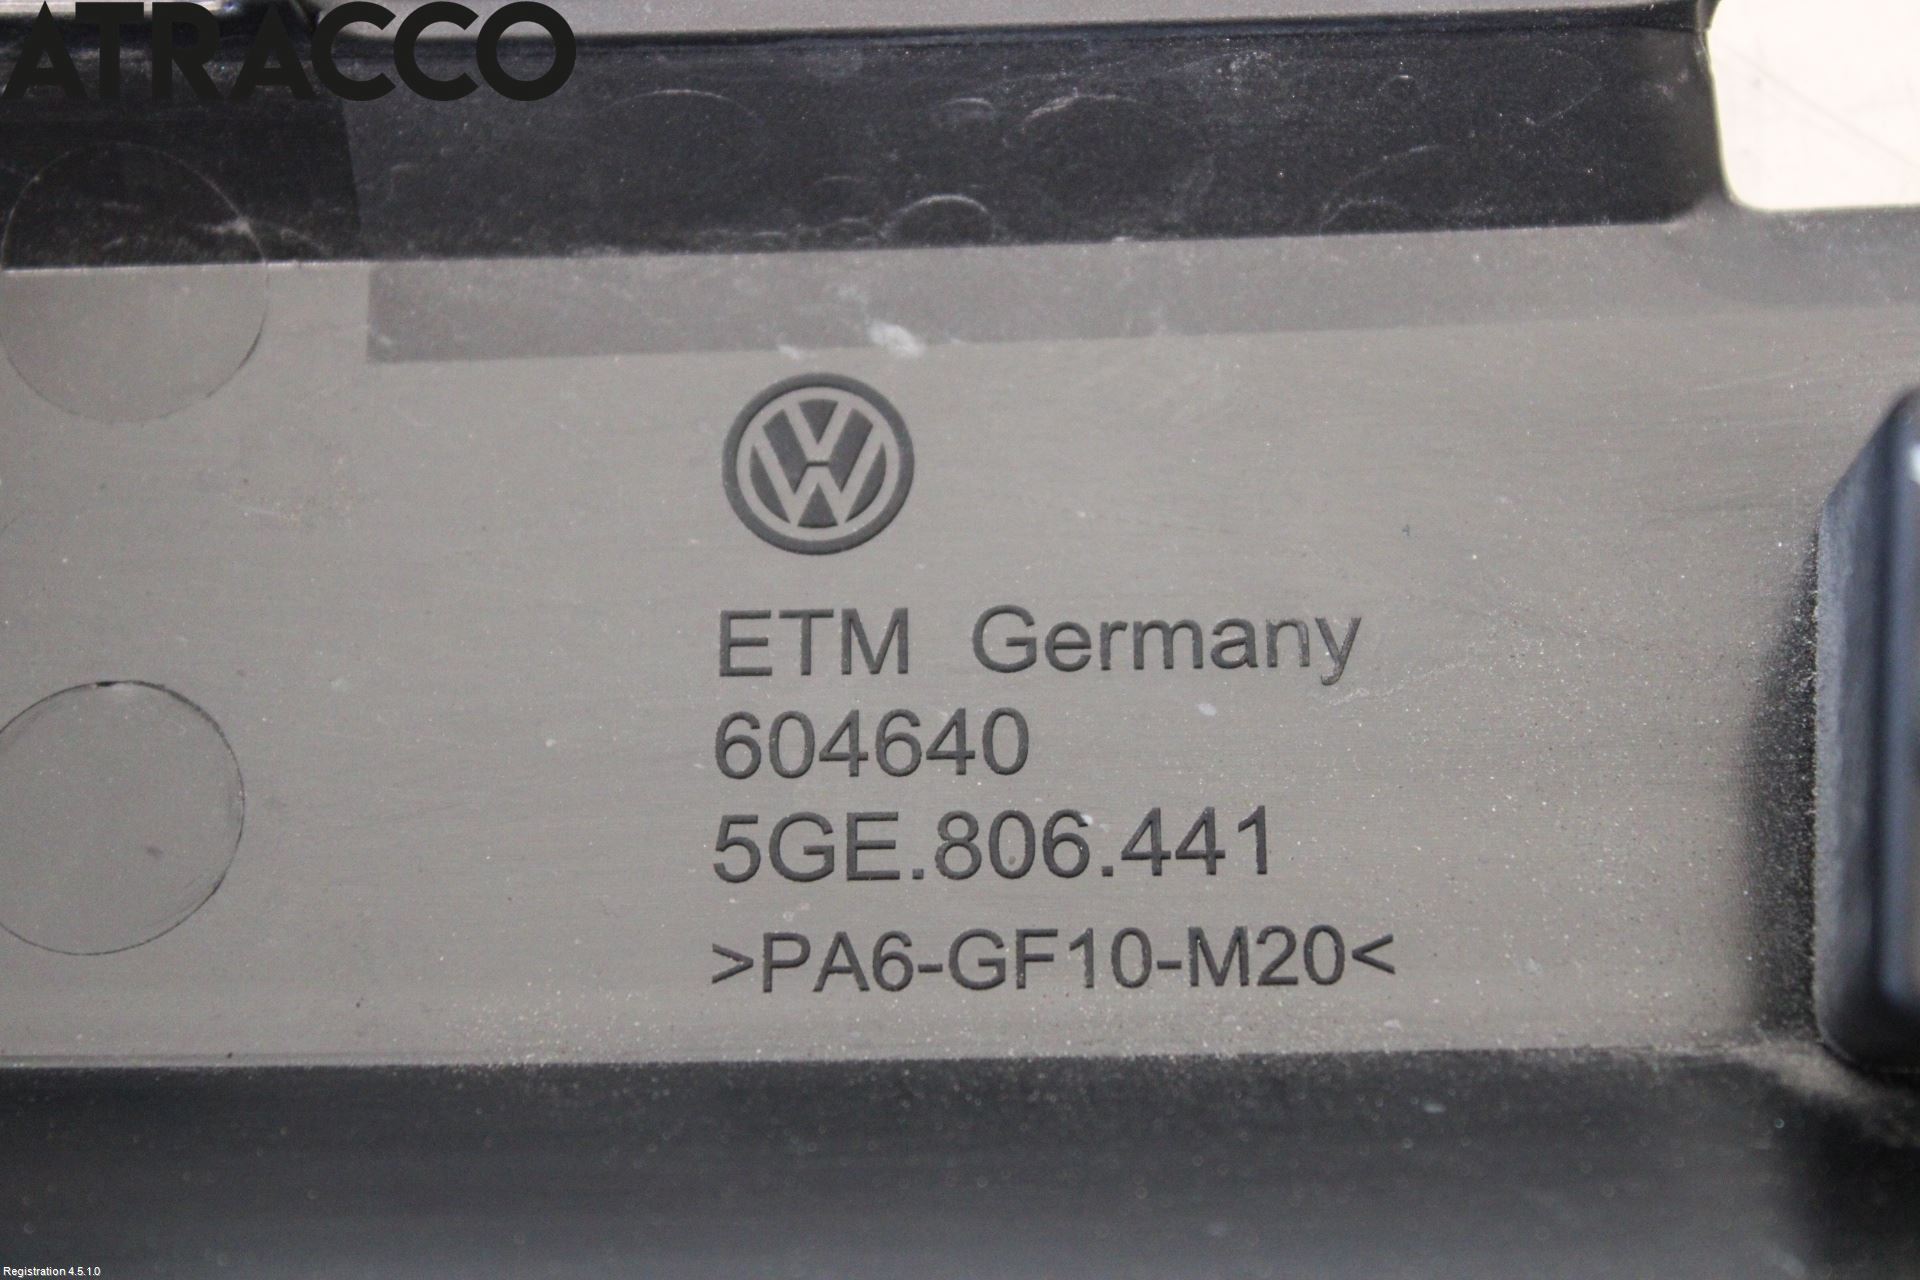 ATRACCO
ETM Germany
604640
5GE.806.441
>PA6-GF10-M20<
Registration 4.5.1.0